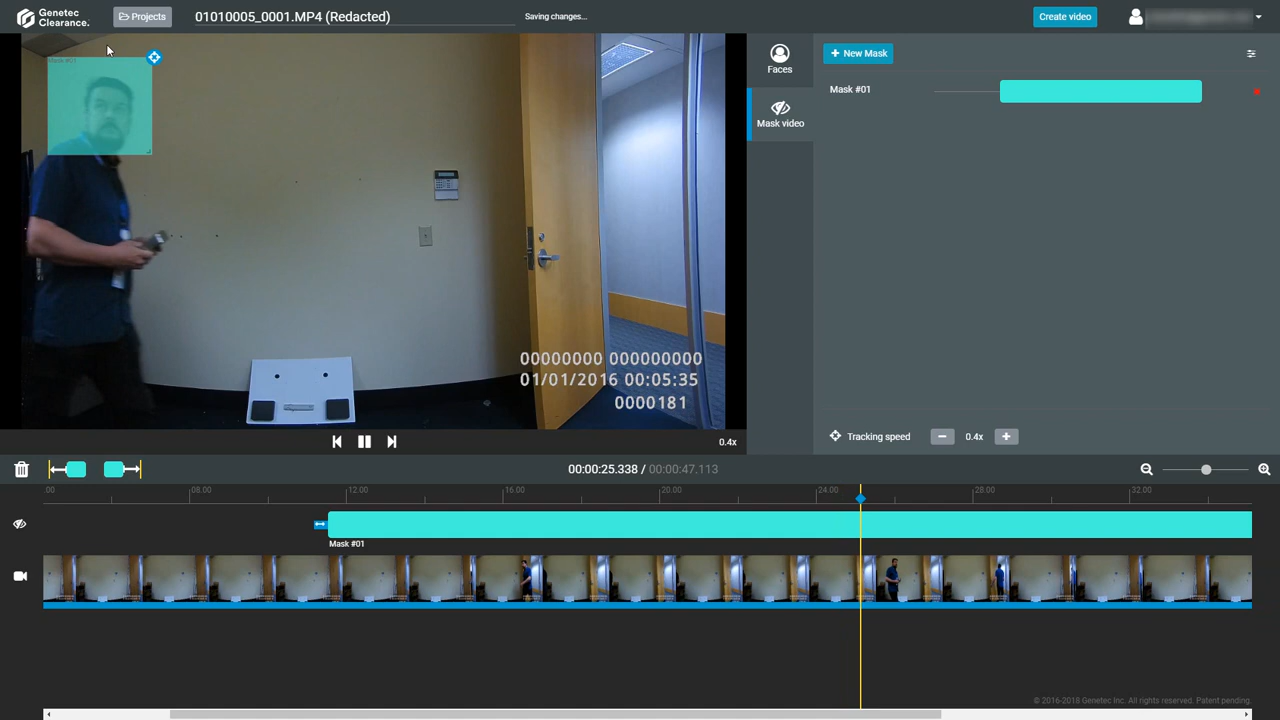 Genetec
Clearance.
Projects
01010005_0001.MP4 (Redacted)
Saving changes...
Create video
Mask #01
Faces
Mask video
+ New Mask
Mask #01
00000000 000000000
01/01/2016 00:05:35
0000181
0.4x
Tracking speed
0.4x
00:00:25.338 / 00:00:47.113
00
08:00
12:00
16:00
20:00
24:00
28:00
32:00
Mask #01
© 2016-2018 Genetec Inc. All rights reserved. Patent pending.